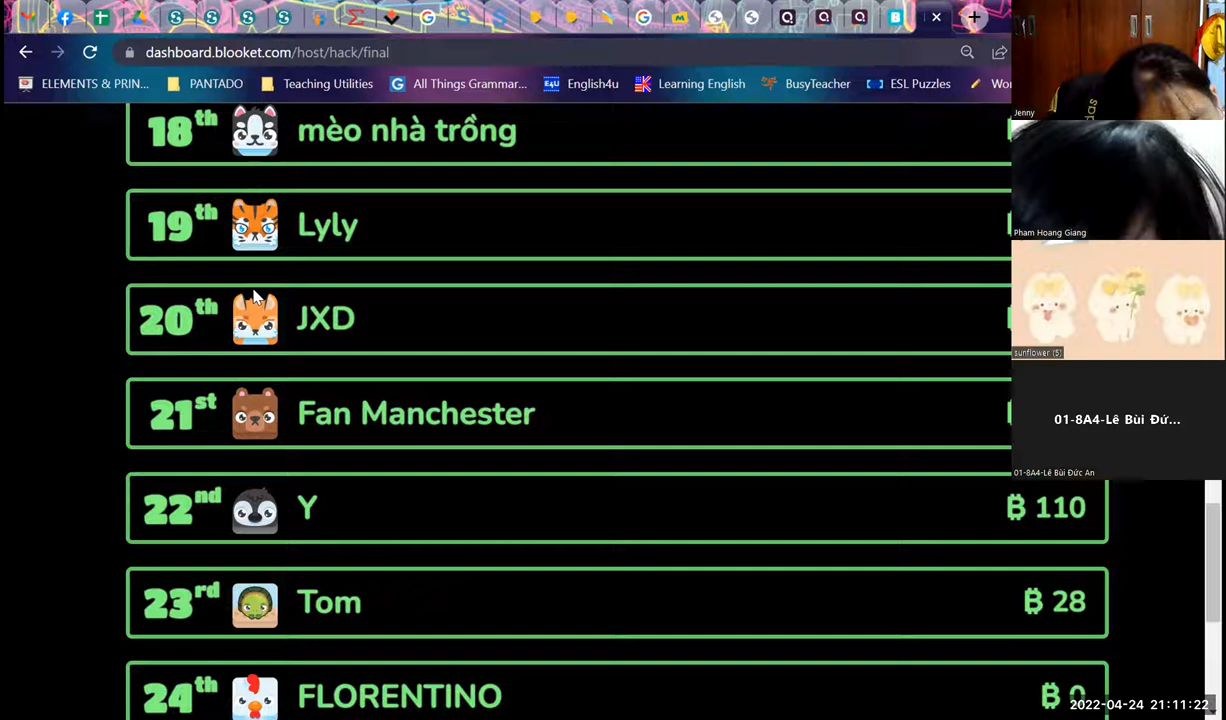 dashboard.blooket.com/host/hack/final
ELEMENTS & PRIN... PANTADO Teaching Utilities All Things Grammar... English4u Learning English BusyTeacher ESL Puzzles
Jenny
18th mèo nhà trồng
19th Lyly
Pham Hoang Giang
20th JXD
sunflower (5)
21st Fan Manchester
01-8A4-Lê Bùi Đứ...
01-8A4-Lê Bùi Đức An
22nd Y ₿ 110
23rd Tom ₿ 28
24th FLORENTINO ₿ 0
2022-04-24 21:11:22